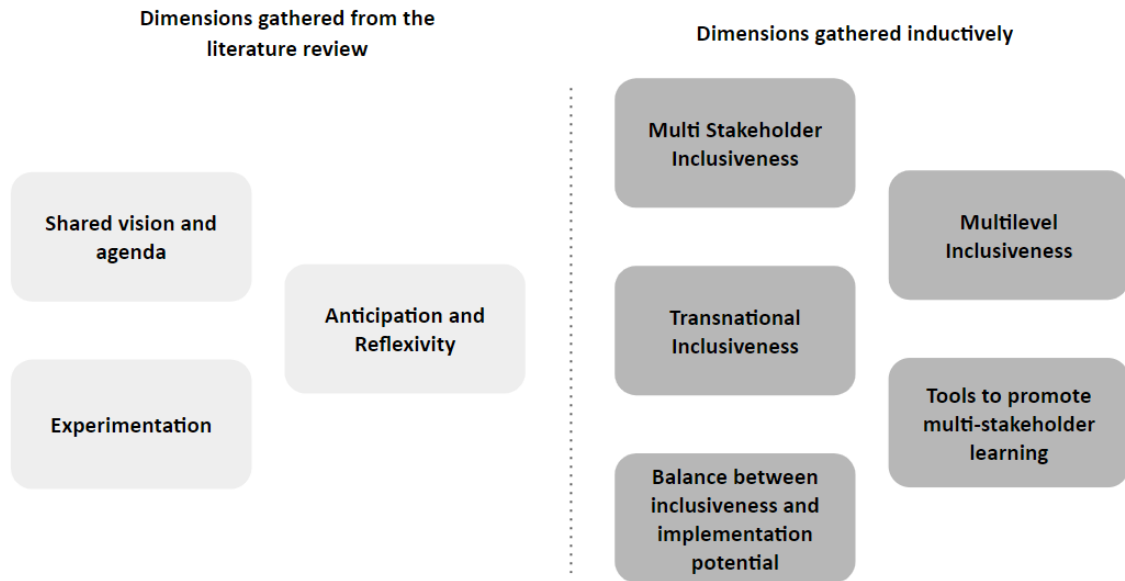 Dimensions gathered from the
literature review
Shared vision and
agenda
Anticipation and
Reflexivity
Experimentation
Dimensions gathered inductively
Multi Stakeholder
Inclusiveness
Multilevel
Inclusiveness
Transnational
Inclusiveness
Tools to promote
multi-stakeholder
learning
Balance between
inclusiveness and
implementation
potential